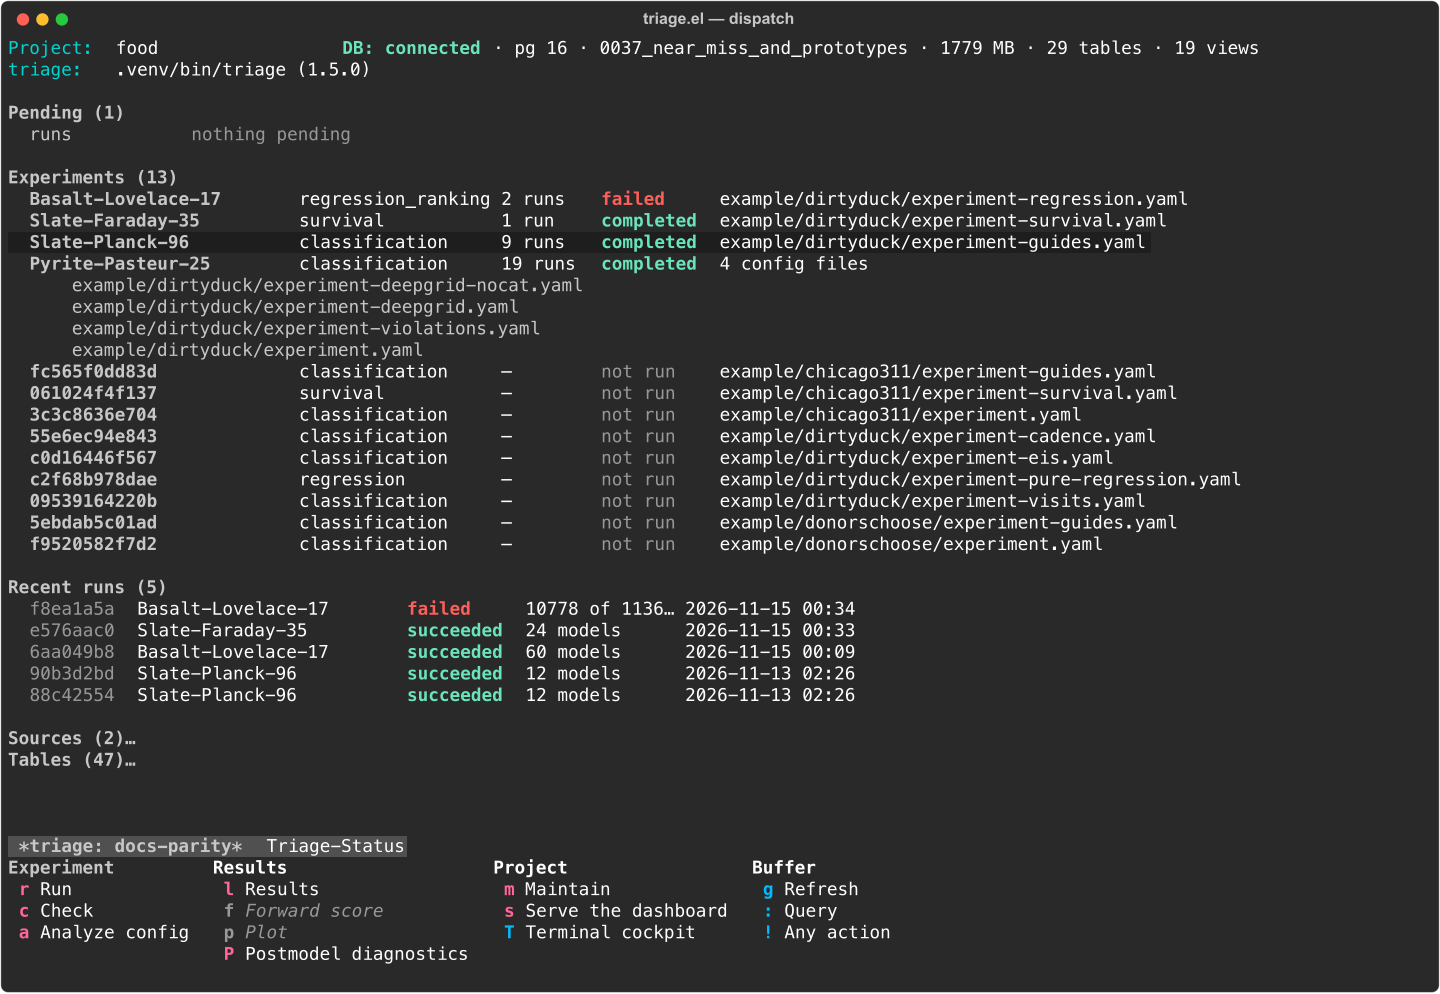 triage.el — dispatch
Project: food DB: connected · pg 16 · 0037_near_miss_and_prototypes · 1779 MB · 29 tables · 19 views
triage: .venv/bin/triage (1.5.0)
Pending (1)
runs nothing pending
Experiments (13)
Basalt-Lovelace-17 regression_ranking 2 runs failed example/dirtyduck/experiment-regression.yaml
Slate-Faraday-35 survival 1 run completed example/dirtyduck/experiment-survival.yaml
Slate-Planck-96 classification 9 runs completed example/dirtyduck/experiment-guides.yaml
Pyrite-Pasteur-25 classification 19 runs completed 4 config files
example/dirtyduck/experiment-deepgrid-nocat.yaml
example/dirtyduck/experiment-deepgrid.yaml
example/dirtyduck/experiment-violations.yaml
example/dirtyduck/experiment.yaml
fc565f0dd83d classification — not run example/chicago311/experiment-guides.yaml
061024f4f137 survival — not run example/chicago311/experiment-survival.yaml
3c3c8636e704 classification — not run example/chicago311/experiment.yaml
55e6ec94e843 classification — not run example/dirtyduck/experiment-cadence.yaml
c0d16446f567 classification — not run example/dirtyduck/experiment-eis.yaml
c2f68b978dae regression — not run example/dirtyduck/experiment-pure-regression.yaml
09539164220b classification — not run example/dirtyduck/experiment-visits.yaml
5ebdab5c01ad classification — not run example/donorschoose/experiment-guides.yaml
f9520582f7d2 classification — not run example/donorschoose/experiment.yaml
Recent runs (5)
f8ea1a5a Basalt-Lovelace-17 failed 10778 of 1136… 2026-11-15 00:34
e576aac0 Slate-Faraday-35 succeeded 24 models 2026-11-15 00:33
6aa049b8 Basalt-Lovelace-17 succeeded 60 models 2026-11-15 00:09
90b3d2bd Slate-Planck-96 succeeded 12 models 2026-11-13 02:26
88c42554 Slate-Planck-96 succeeded 12 models 2026-11-13 02:26
Sources (2)…
Tables (47)…
*triage: docs-parity* Triage-Status
Experiment Results Project Buffer
r Run l Results m Maintain g Refresh
c Check f Forward score s Serve the dashboard : Query
a Analyze config p Plot T Terminal cockpit ! Any action
P Postmodel diagnostics